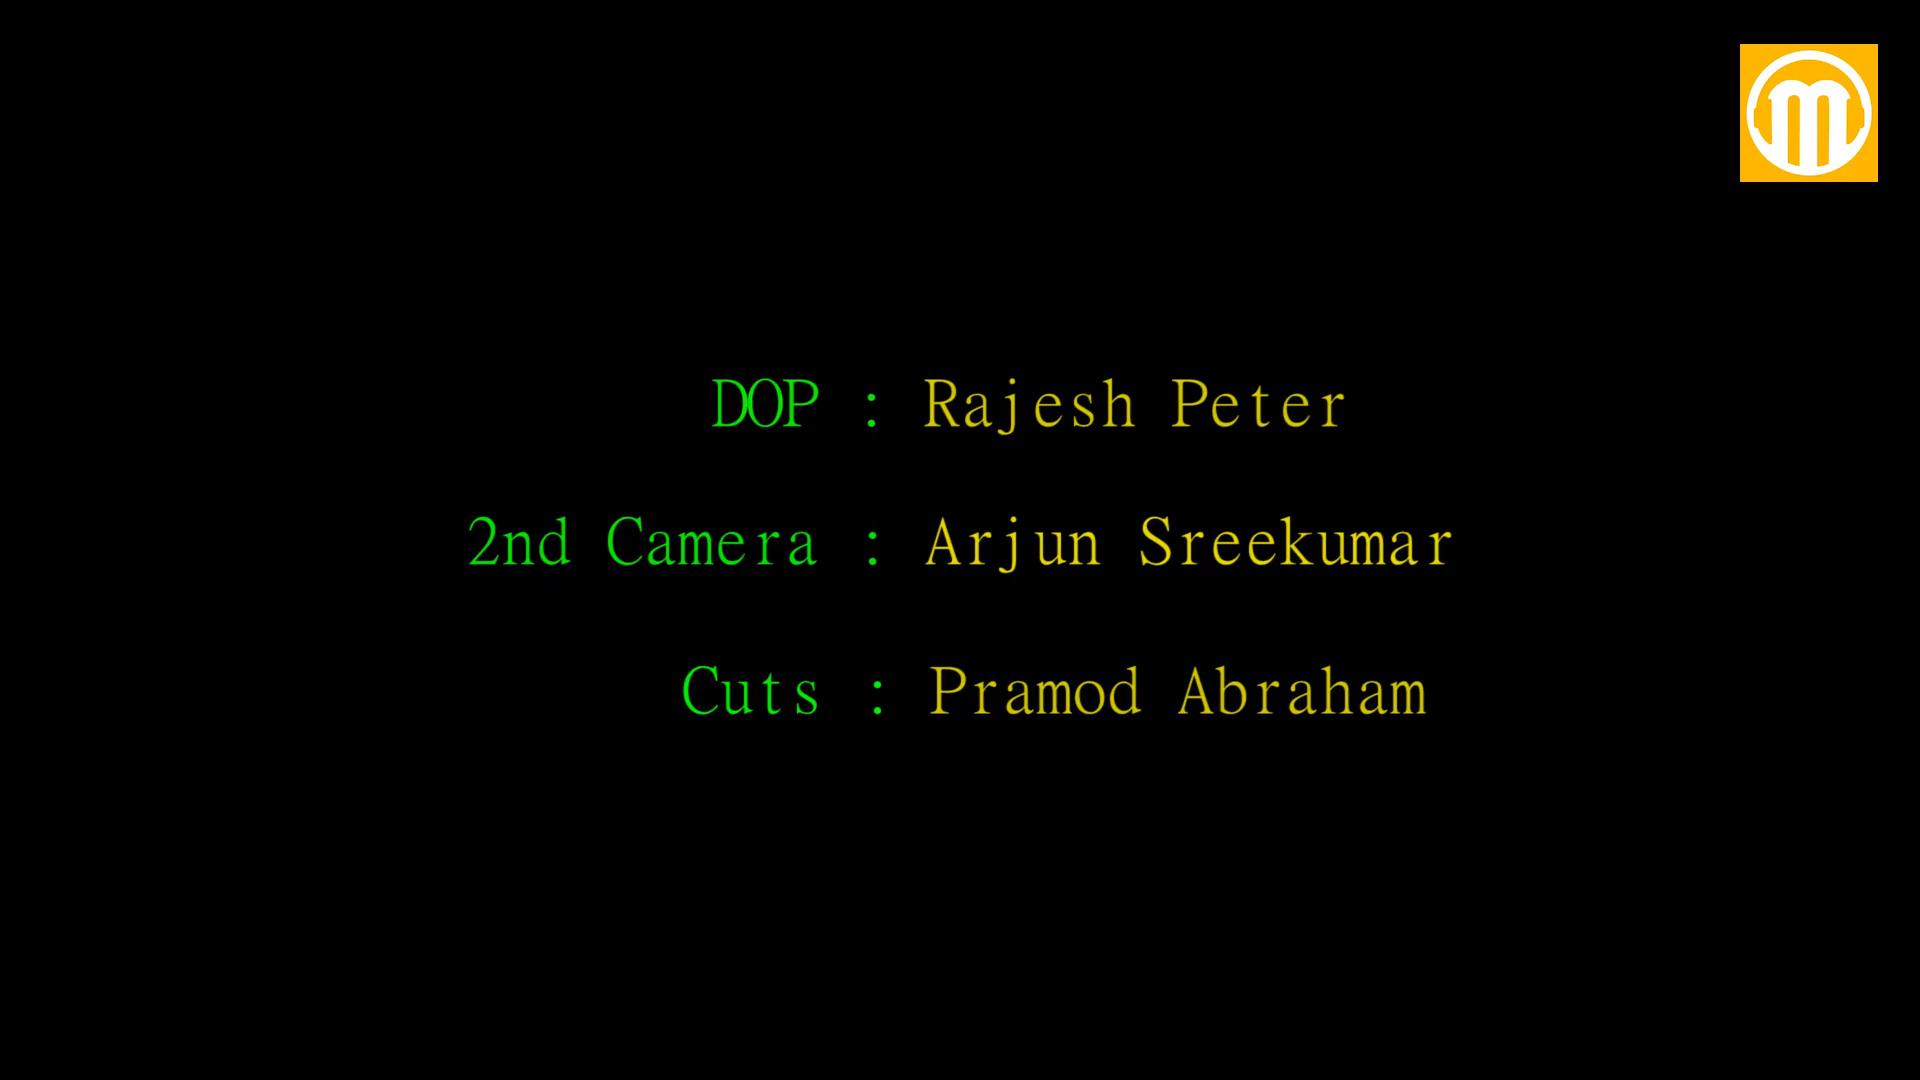 m
DOP : Rajesh Peter
2nd Camera : Arjun Sreekumar
Cuts : Pramod Abraham